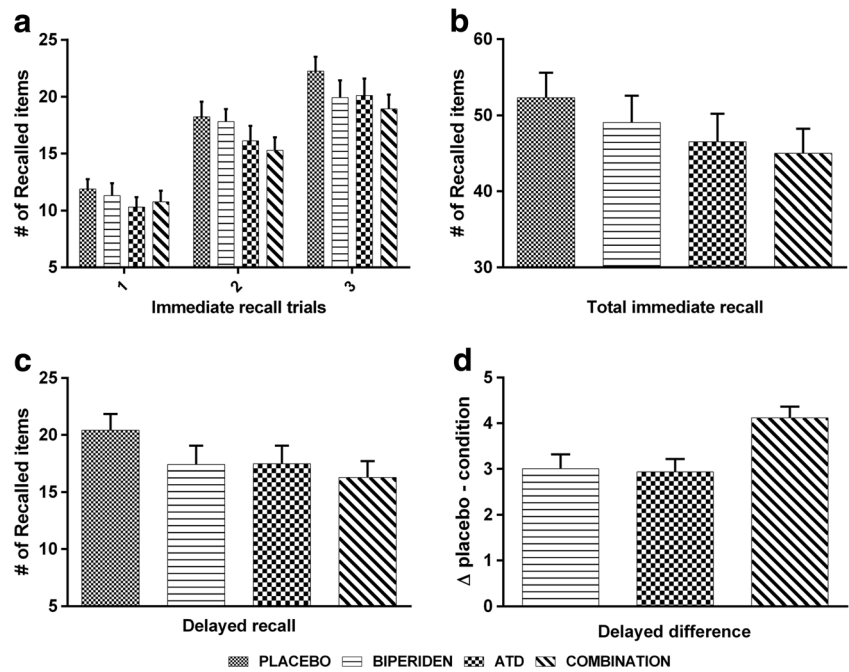 a
# of Recalled items
25
20
15
10
5
1
2
3
Immediate recall trials
b
# of Recalled items
60
50
40
30
Total immediate recall
c
# of Recalled items
25
20
15
10
5
Delayed recall
d
Δ placebo - condition
5
4
3
2
1
0
Delayed difference
PLACEBO BIPERIDEN ATD COMBINATION